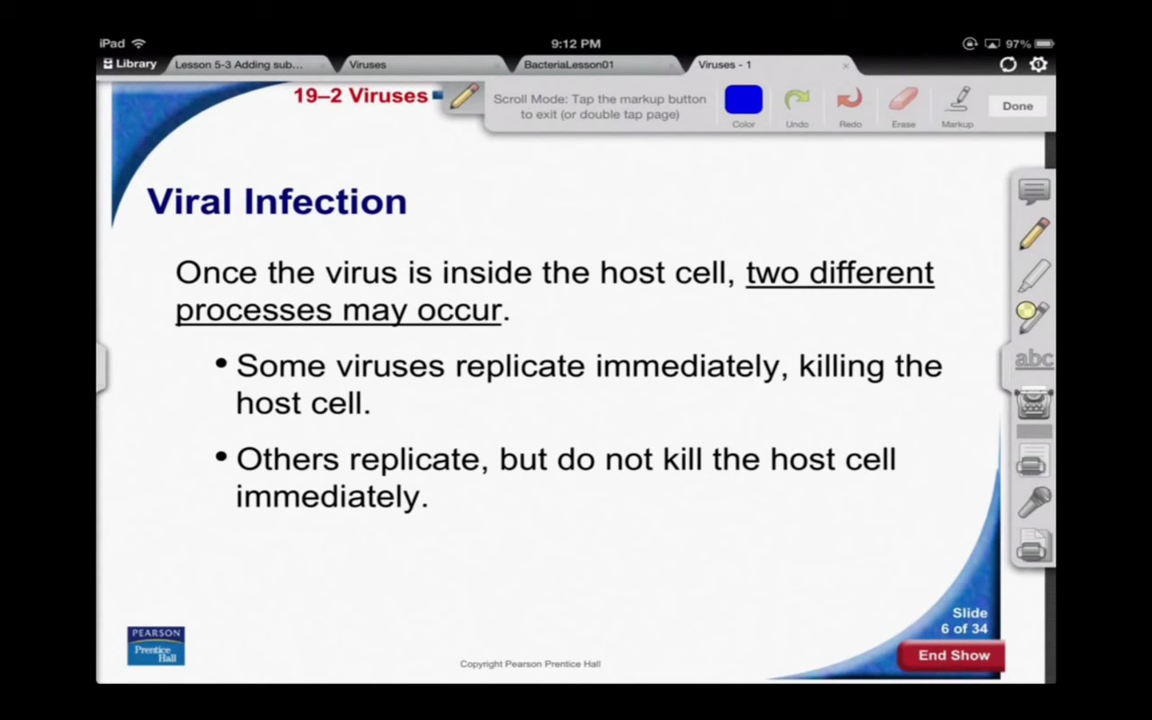 iPad 9:12 PM 97%
Library Lesson 5-3 Adding sub... Viruses BacteriaLesson01 Viruses - 1
19–2 Viruses
Scroll Mode: Tap the markup button
to exit (or double tap page)
Color Undo Redo Erase Markup Done
Viral Infection
Once the virus is inside the host cell, two different
processes may occur.
• Some viruses replicate immediately, killing the
host cell.
• Others replicate, but do not kill the host cell
immediately.
abc
PEARSON
Prentice
Hall
Copyright Pearson Prentice Hall
Slide
6 of 34
End Show